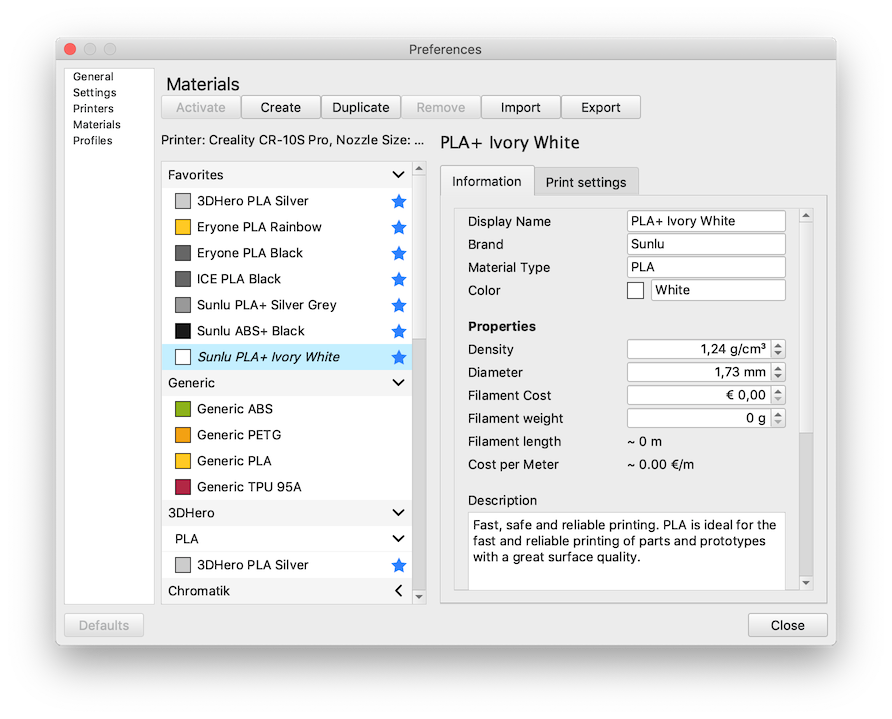 Preferences
General
Settings
Printers
Materials
Profiles
Materials
Activate
Create
Duplicate
Remove
Import
Export
Printer: Creality CR-10S Pro, Nozzle Size: ...
Favorites
3DHero PLA Silver
Eryone PLA Rainbow
Eryone PLA Black
ICE PLA Black
Sunlu PLA+ Silver Grey
Sunlu ABS+ Black
Sunlu PLA+ Ivory White
Generic
Generic ABS
Generic PETG
Generic PLA
Generic TPU 95A
3DHero
PLA
3DHero PLA Silver
Chromatik
PLA+ Ivory White
Information
Print settings
Display Name
PLA+ Ivory White
Brand
Sunlu
Material Type
PLA
Color
White
Properties
Density
1,24 g/cm³
Diameter
1,73 mm
Filament Cost
€ 0,00
Filament weight
0 g
Filament length
~ 0 m
Cost per Meter
~ 0.00 €/m
Description
Fast, safe and reliable printing. PLA is ideal for the
fast and reliable printing of parts and prototypes
with a great surface quality.
Defaults
Close